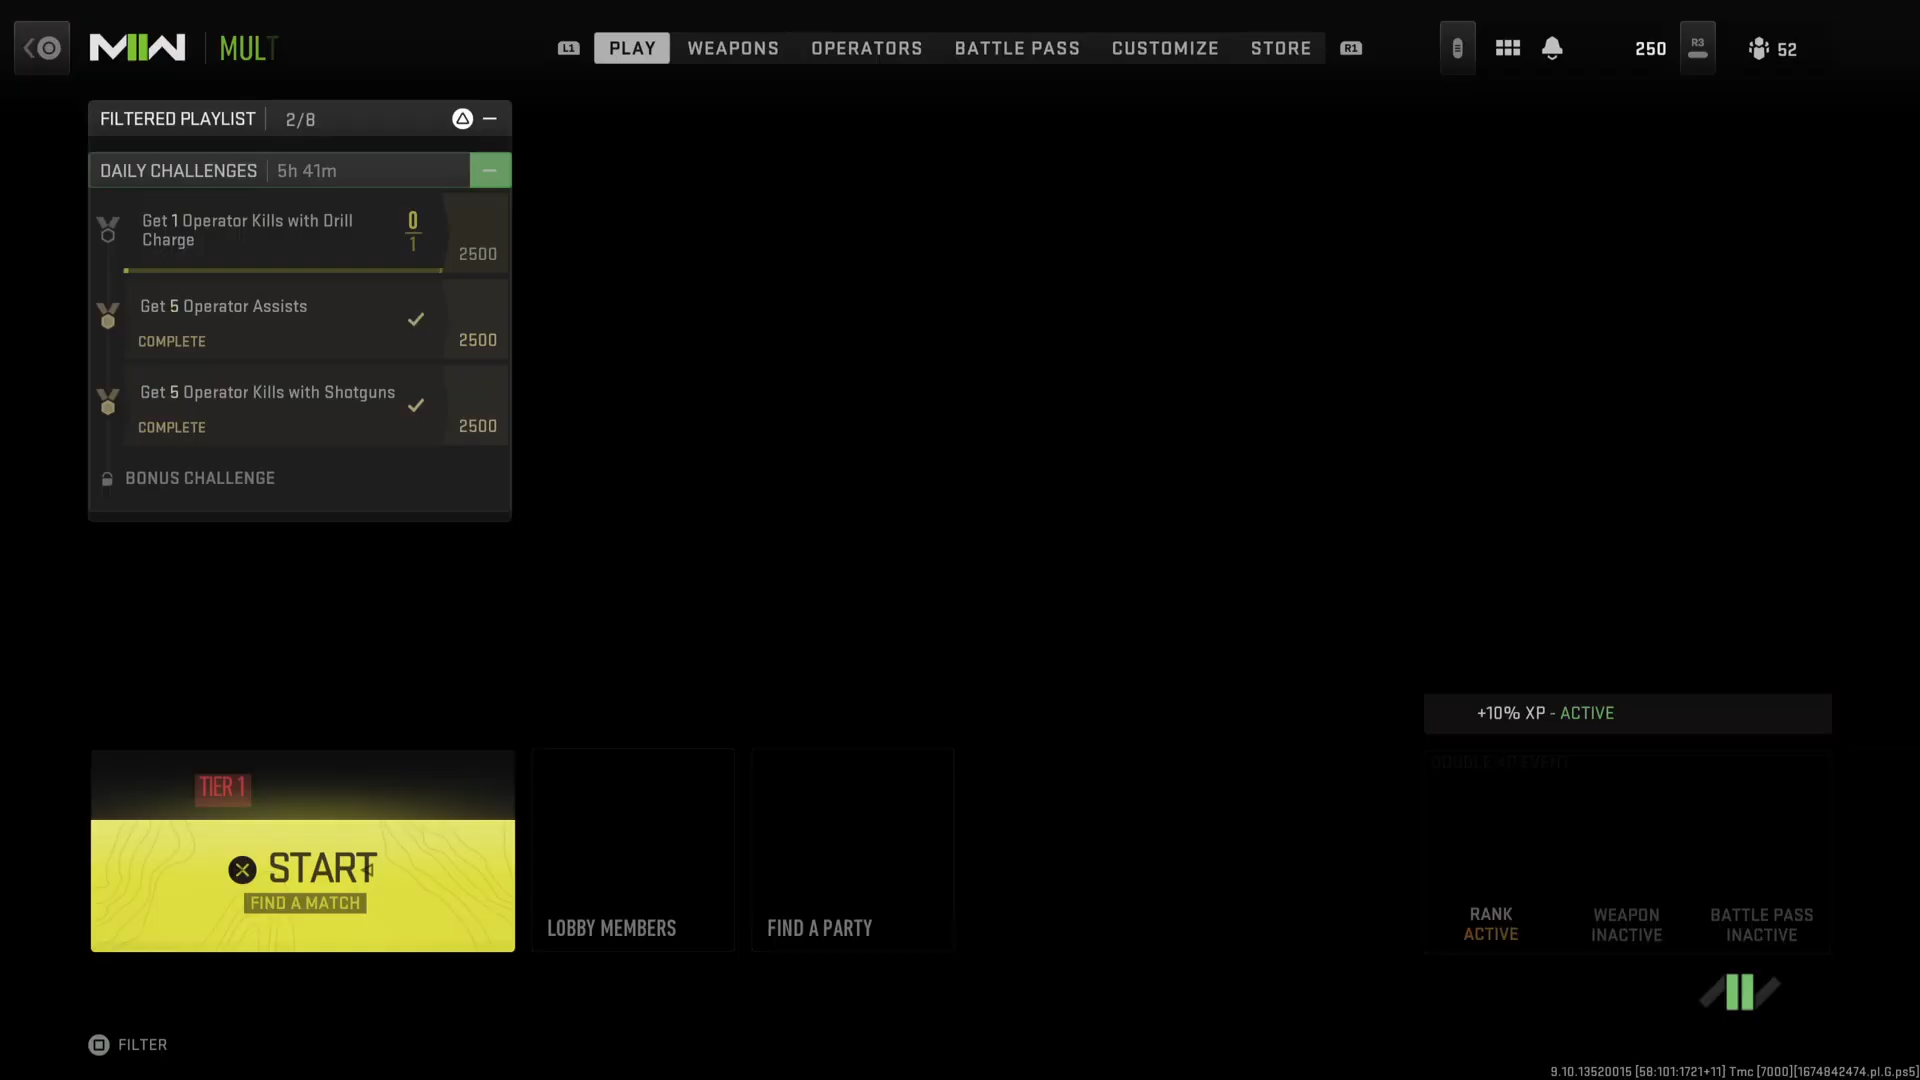 MIIW MULT
L1 PLAY WEAPONS OPERATORS BATTLE PASS CUSTOMIZE STORE R1
250 R3 52
FILTERED PLAYLIST 2/8
DAILY CHALLENGES 5h 41m
Get 1 Operator Kills with Drill
Charge
0
1
2500
Get 5 Operator Assists
COMPLETE
2500
Get 5 Operator Kills with Shotguns
COMPLETE
2500
BONUS CHALLENGE
+10% XP - ACTIVE
TIER 1
START
FIND A MATCH
LOBBY MEMBERS
FIND A PARTY
RANK
ACTIVE
WEAPON
INACTIVE
BATTLE PASS
INACTIVE
FILTER
9.10.13520015 [58:101:1721+11] Tmc [7000][1674842474.pl.G.ps5]